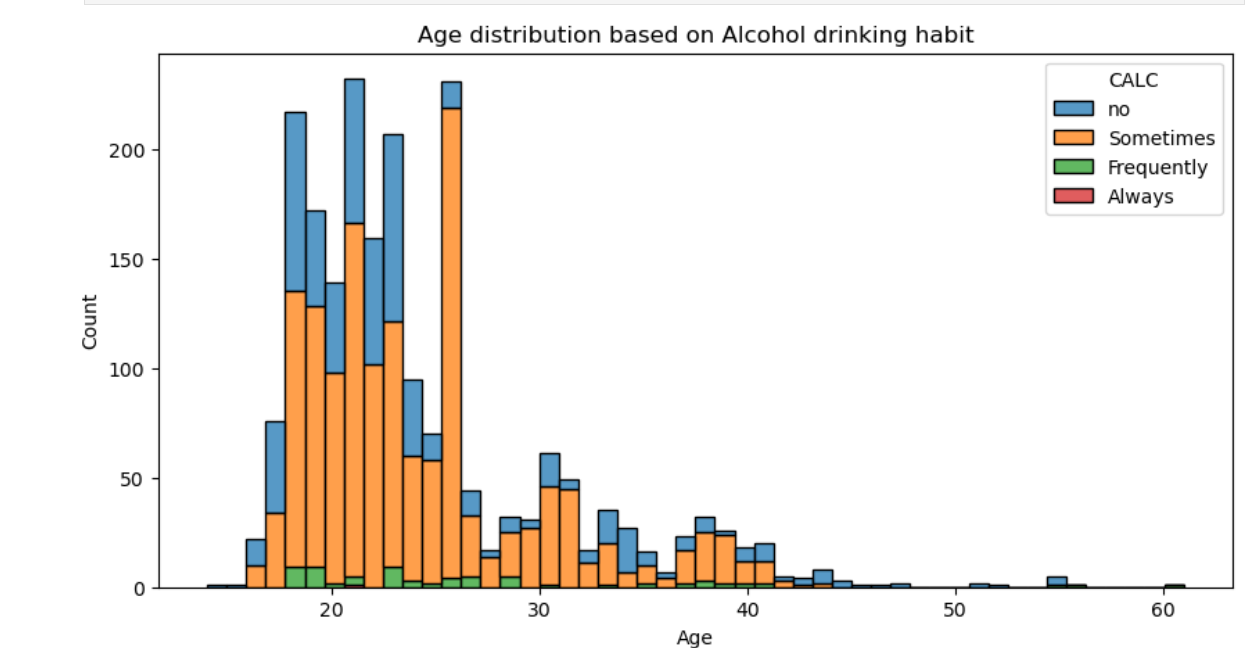 Age distribution based on Alcohol drinking habit
CALC
no
Sometimes
Frequently
Always
Count
200
150
100
50
0
20 30 40 50 60
Age